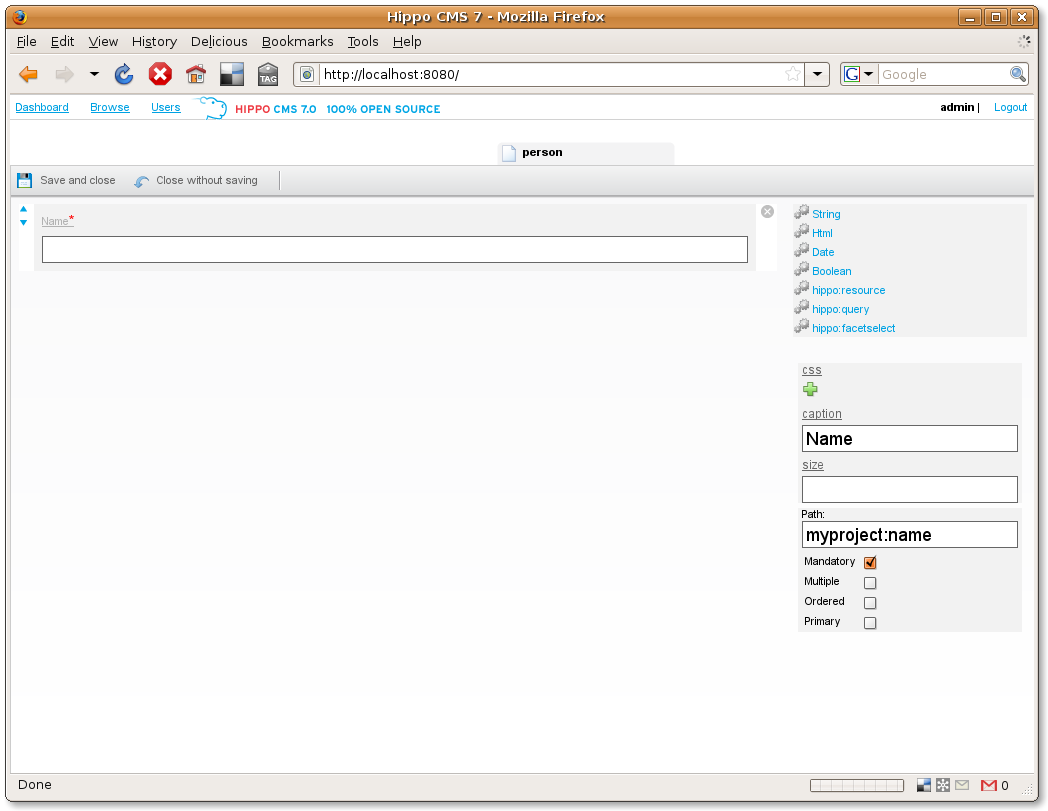 Hippo CMS 7 - Mozilla Firefox
File Edit View History Delicious Bookmarks Tools Help
TAG
http://localhost:8080/
G Google
Dashboard Browse Users HIPPO CMS 7.0 100% OPEN SOURCE admin | Logout
person
Save and close Close without saving
Name*
String
Html
Date
Boolean
hippo:resource
hippo:query
hippo:facetselect
css
caption
Name
size
Path:
myproject:name
Mandatory
Multiple
Ordered
Primary
Done 0